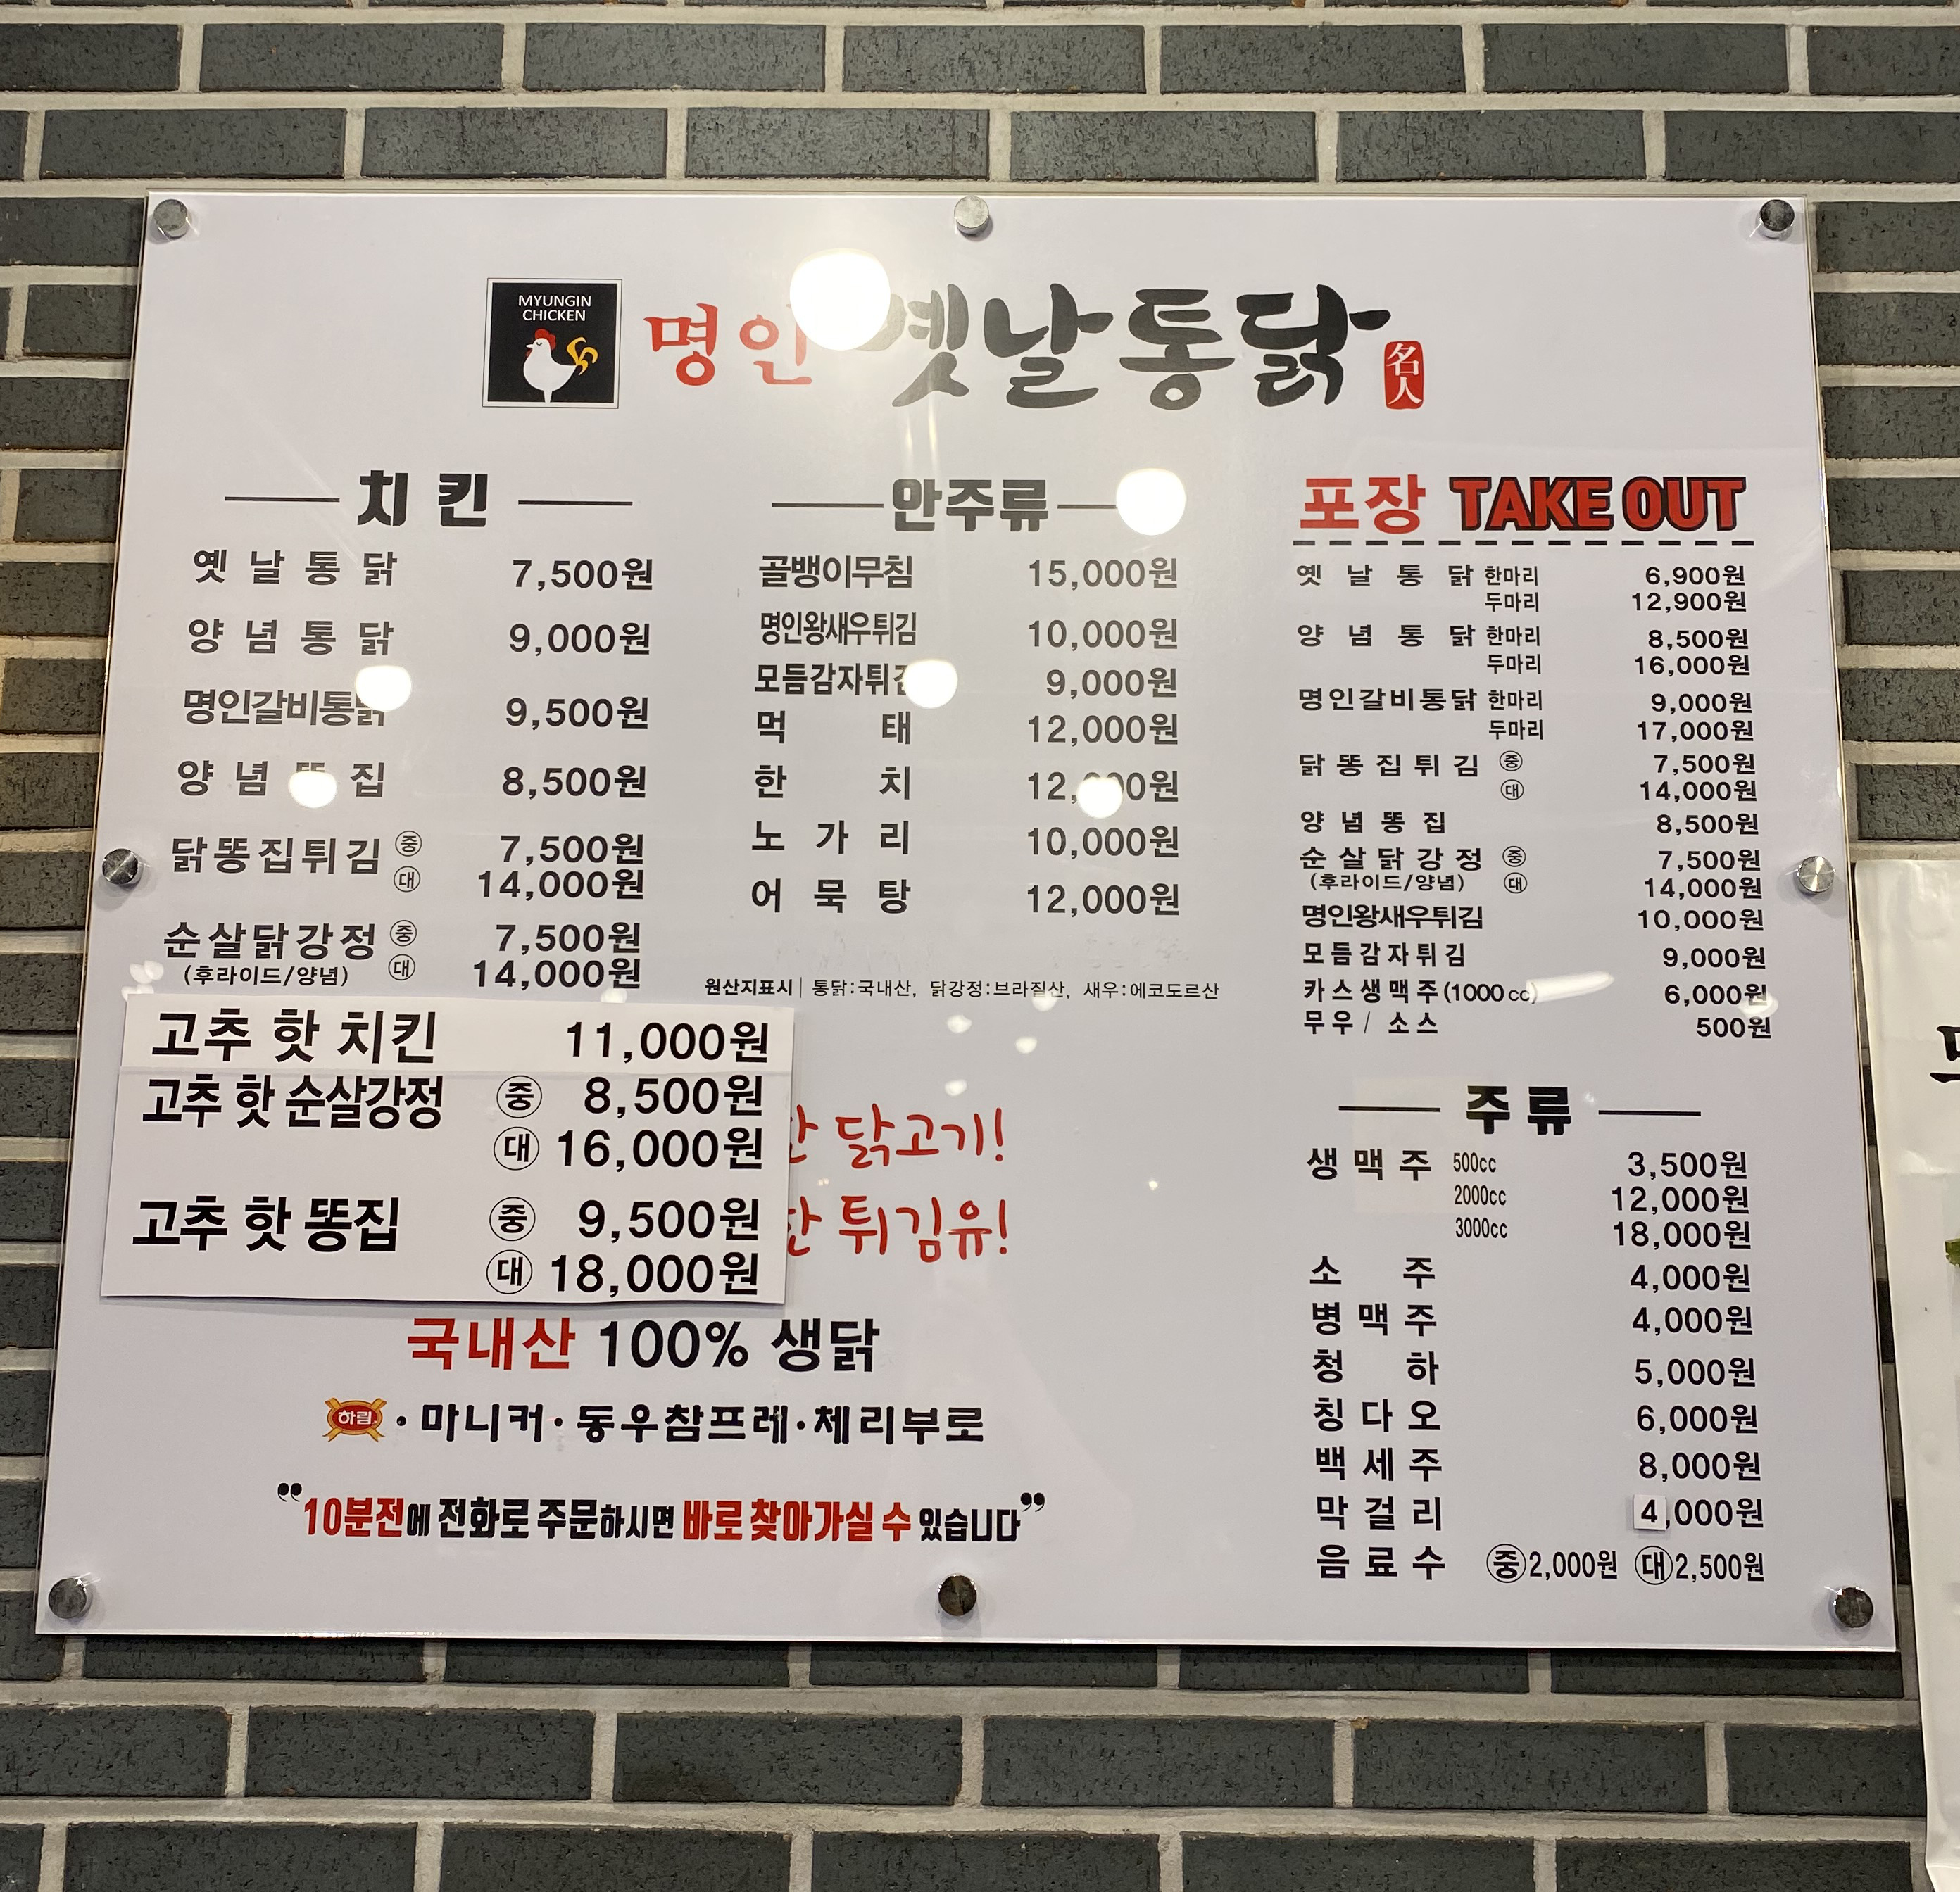 MYUNGIN
CHICKEN
명인 옛날통닭
名人
치킨
옛날통닭 7,500원
양념통닭 9,000원
명인갈비통닭 9,500원
양념똥집 8,500원
닭똥집튀김 중 7,500원
대 14,000원
순살닭강정 중 7,500원
(후라이드/양념) 대 14,000원
고추 핫 치킨 11,000원
고추 핫 순살강정 중 8,500원
대 16,000원
고추 핫 똥집 중 9,500원
대 18,000원
안주류
골뱅이무침 15,000원
명인왕새우튀김 10,000원
모듬감자튀김 9,000원
먹태 12,000원
한치 12,000원
노가리 10,000원
어묵탕 12,000원
원산지표시 | 통닭:국내산, 닭강정:브라질산, 새우:에코도르산
닭고기!
튀김유!
국내산 100% 생닭
하림 · 마니커 · 동우참프레 · 체리부로
"10분전에 전화로 주문하시면 바로 찾아가실 수 있습니다"
포장 TAKE OUT
옛날통닭 한마리 6,900원
두마리 12,900원
양념통닭 한마리 8,500원
두마리 16,000원
명인갈비통닭 한마리 9,000원
두마리 17,000원
닭똥집튀김 중 7,500원
대 14,000원
양념똥집 8,500원
순살닭강정 중 7,500원
(후라이드/양념) 대 14,000원
명인왕새우튀김 10,000원
모듬감자튀김 9,000원
카스생맥주(1000cc) 6,000원
무우 / 소스 500원
주류
생맥주 500cc 3,500원
2000cc 12,000원
3000cc 18,000원
소주 4,000원
병맥주 4,000원
청하 5,000원
칭다오 6,000원
백세주 8,000원
막걸리 4,000원
음료수 중 2,000원 대 2,500원